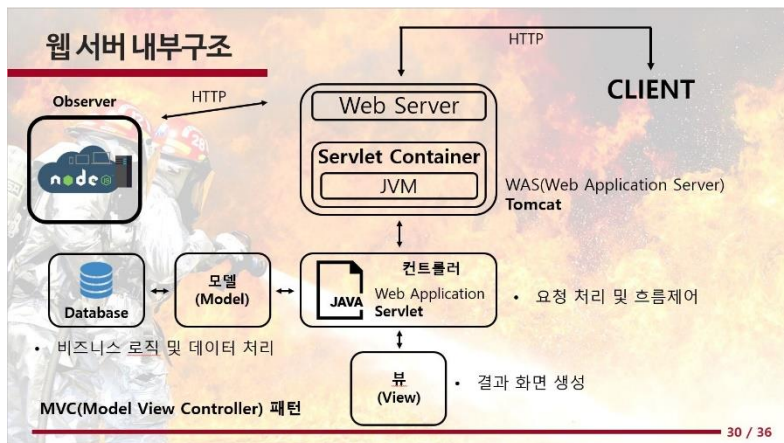 웹 서버 내부구조
HTTP
CLIENT
Observer
HTTP
node
JS
Web Server
Servlet Container
JVM
WAS(Web Application Server)
Tomcat
Database
모델
(Model)
컨트롤러
JAVA
Web Application
Servlet
• 요청 처리 및 흐름제어
• 비즈니스 로직 및 데이터 처리
뷰
(View)
• 결과 화면 생성
MVC(Model View Controller) 패턴
30 / 36